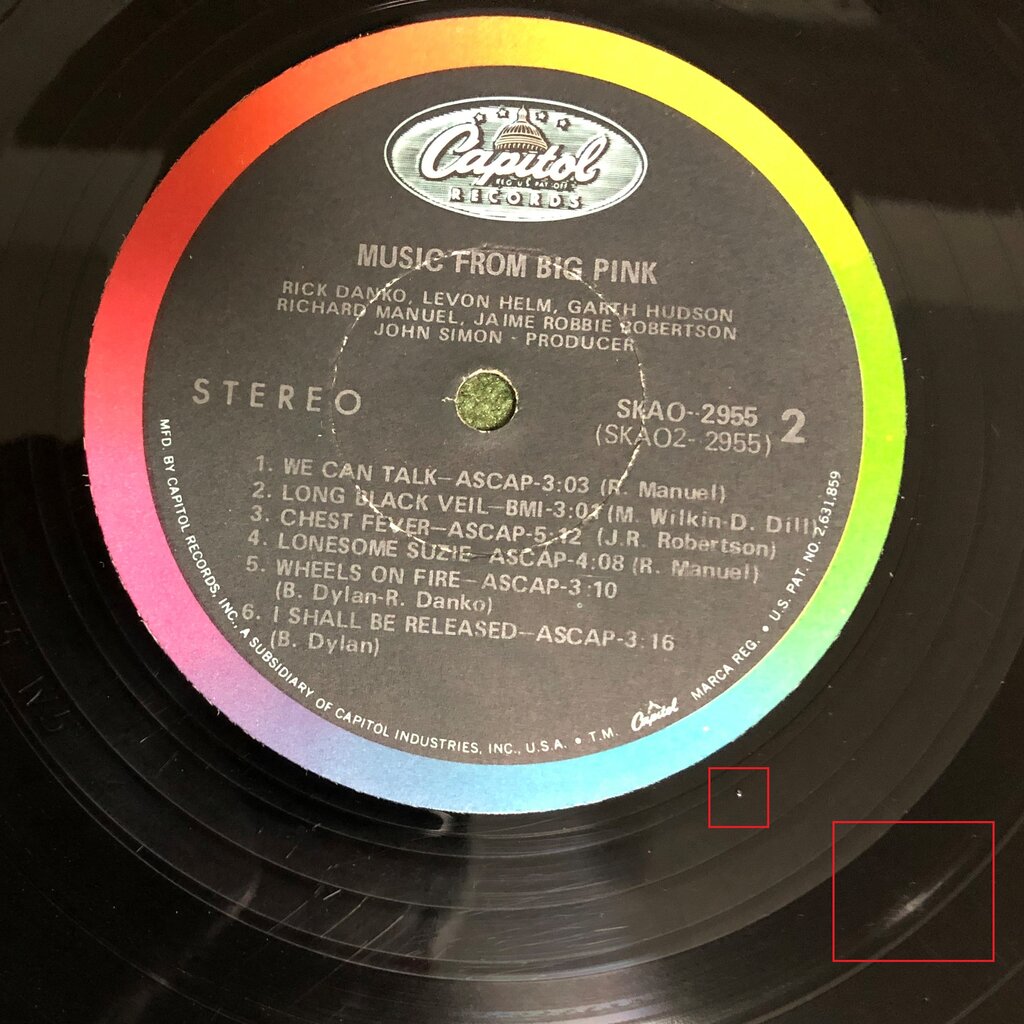 Capitol
REG. U.S. PAT. OFF.
RECORDS
MUSIC FROM BIG PINK
RICK DANKO, LEVON HELM, GARTH HUDSON
RICHARD MANUEL, JAIME ROBBIE ROBERTSON
JOHN SIMON - PRODUCER
STEREO
SKAO-2955
(SKAO2-2955)
2
1. WE CAN TALK—ASCAP-3:03 (R. Manuel)
2. LONG BLACK VEIL—BMI-3:01 (M. Wilkin-D. Dill)
3. CHEST FEVER—ASCAP-5:12 (J.R. Robertson)
4. LONESOME SUZIE—ASCAP-4:08 (R. Manuel)
5. WHEELS ON FIRE—ASCAP-3:10
(B. Dylan-R. Danko)
6. I SHALL BE RELEASED—ASCAP-3:16
(B. Dylan)
MFD. BY CAPITOL RECORDS, INC., A SUBSIDIARY OF CAPITOL INDUSTRIES, INC., U.S.A. • T.M. Capitol MARCA REG. • U.S. PAT. NO. 2,631,859